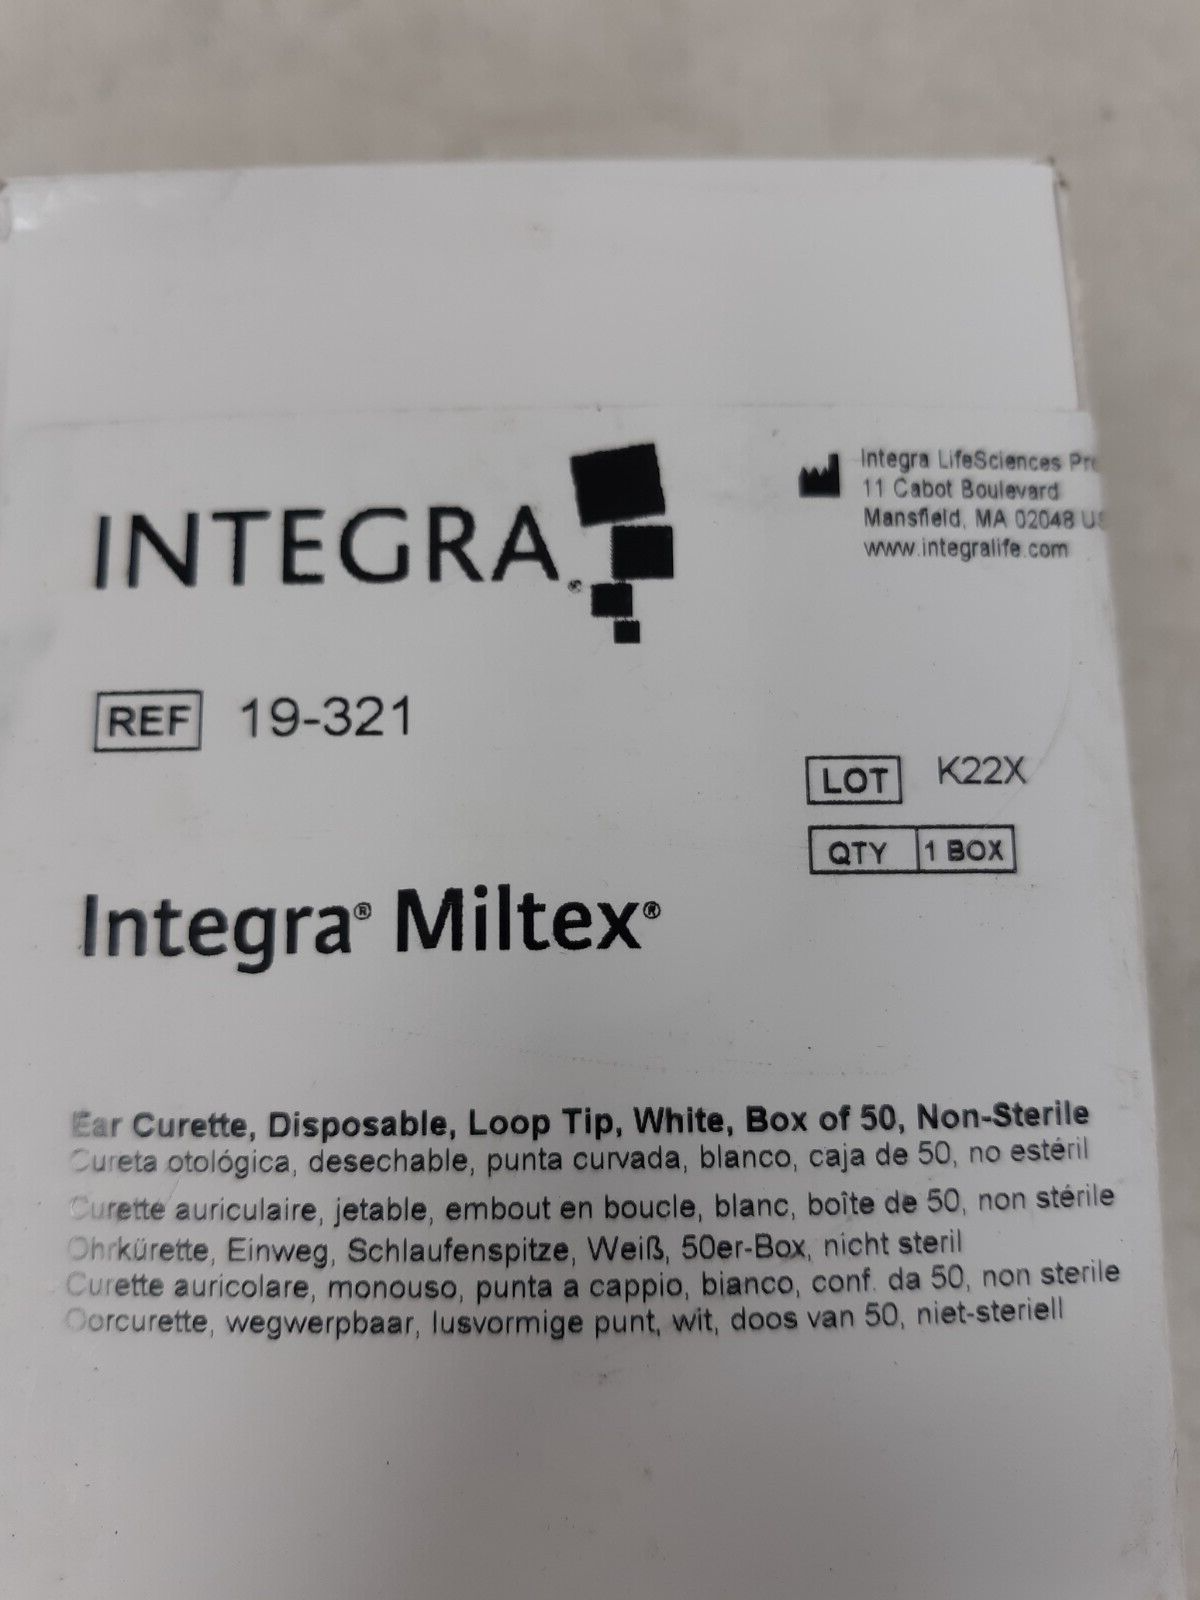 INTEGRA®
Integra LifeSciences
11 Cabot Boulevard
Mansfield, MA 02048
www.integralife.com
REF 19-321
LOT K22X
QTY 1 BOX
Integra® Miltex®
Ear Curette, Disposable, Loop Tip, White, Box of 50, Non-Sterile
Cureta otológica, desechable, punta curvada, blanco, caja de 50, no estéril
Curette auriculaire, jetable, embout en boucle, blanc, boîte de 50, non stérile
Ohrkürette, Einweg, Schlaufenspitze, Weiß, 50er-Box, nicht steril
Curette auricolare, monouso, punta a cappio, bianco, conf. da 50, non sterile
Oorcurette, wegwerpbaar, lusvormige punt, wit, doos van 50, niet-steriell